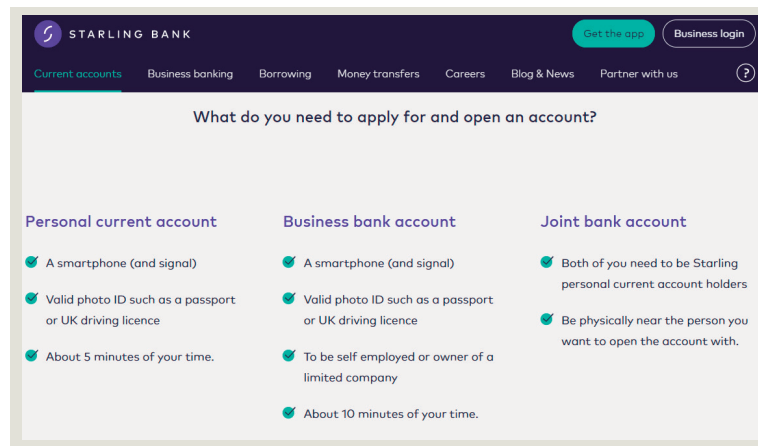 STARLING BANK
Get the app
Business login
Current accounts
Business banking
Borrowing
Money transfers
Careers
Blog & News
Partner with us
?
What do you need to apply for and open an account?
Personal current account
A smartphone (and signal)
Valid photo ID such as a passport
or UK driving licence
About 5 minutes of your time.
Business bank account
A smartphone (and signal)
Valid photo ID such as a passport
or UK driving licence
To be self employed or owner of a
limited company
About 10 minutes of your time.
Joint bank account
Both of you need to be Starling
personal current account holders
Be physically near the person you
want to open the account with.